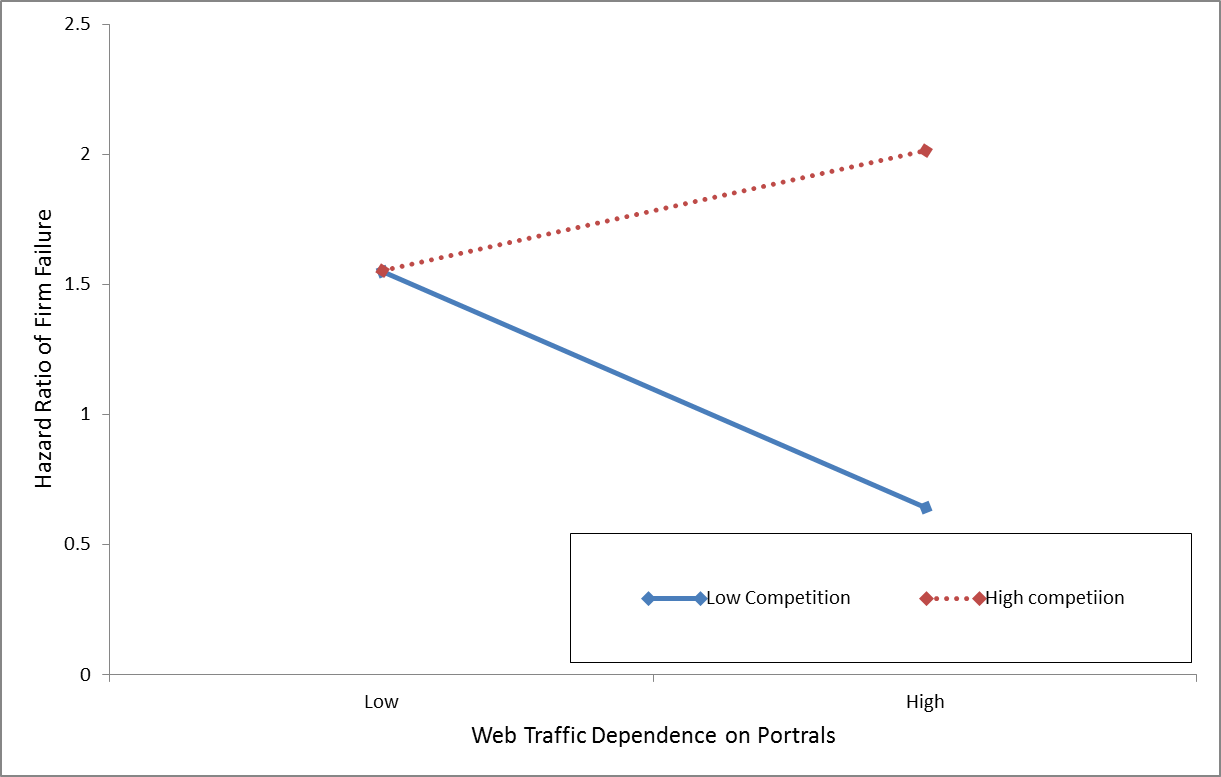 2.5
2
1.5
1
0.5
0
Hazard Ratio of Firm Failure
Low Competition
High competiion
Low
High
Web Traffic Dependence on Portrals